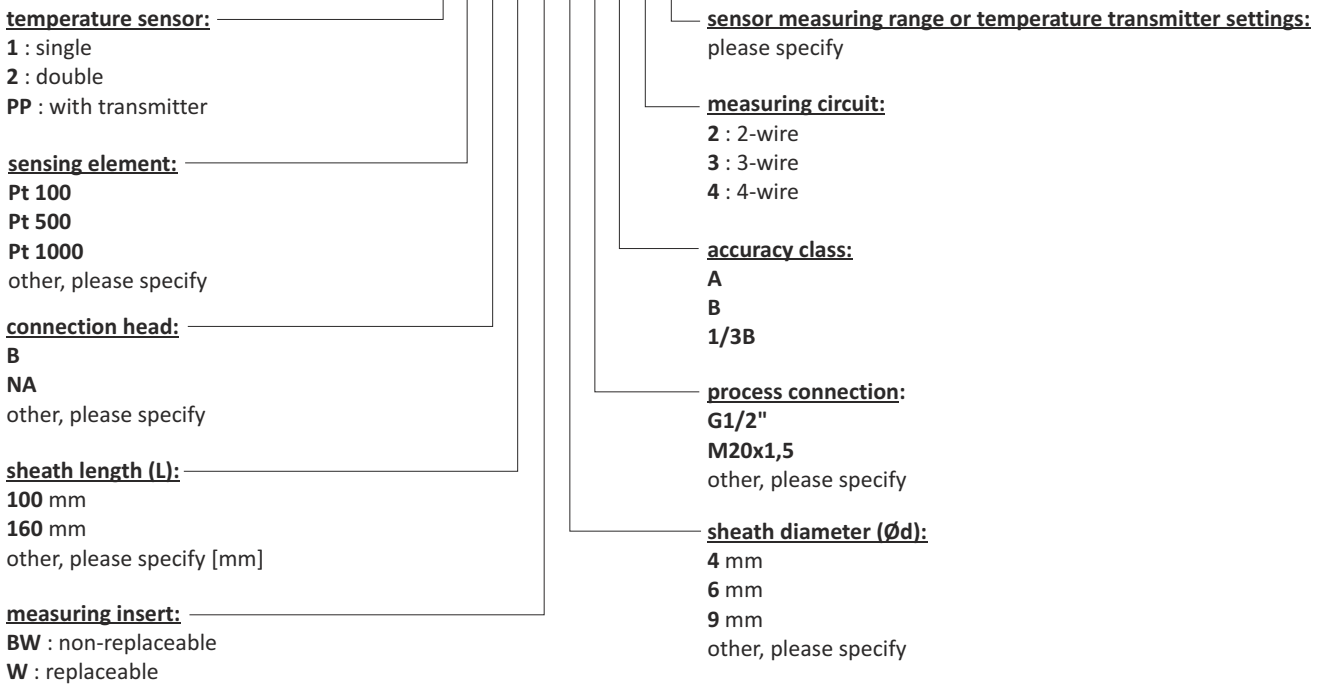 temperature sensor:
1 : single
2 : double
PP : with transmitter
sensing element:
Pt 100
Pt 500
Pt 1000
other, please specify
connection head:
B
NA
other, please specify
sheath length (L):
100 mm
160 mm
other, please specify [mm]
measuring insert:
BW : non-replaceable
W : replaceable
sensor measuring range or temperature transmitter settings:
please specify
measuring circuit:
2 : 2-wire
3 : 3-wire
4 : 4-wire
accuracy class:
A
B
1/3B
process connection:
G1/2"
M20x1,5
other, please specify
sheath diameter (Ød):
4 mm
6 mm
9 mm
other, please specify